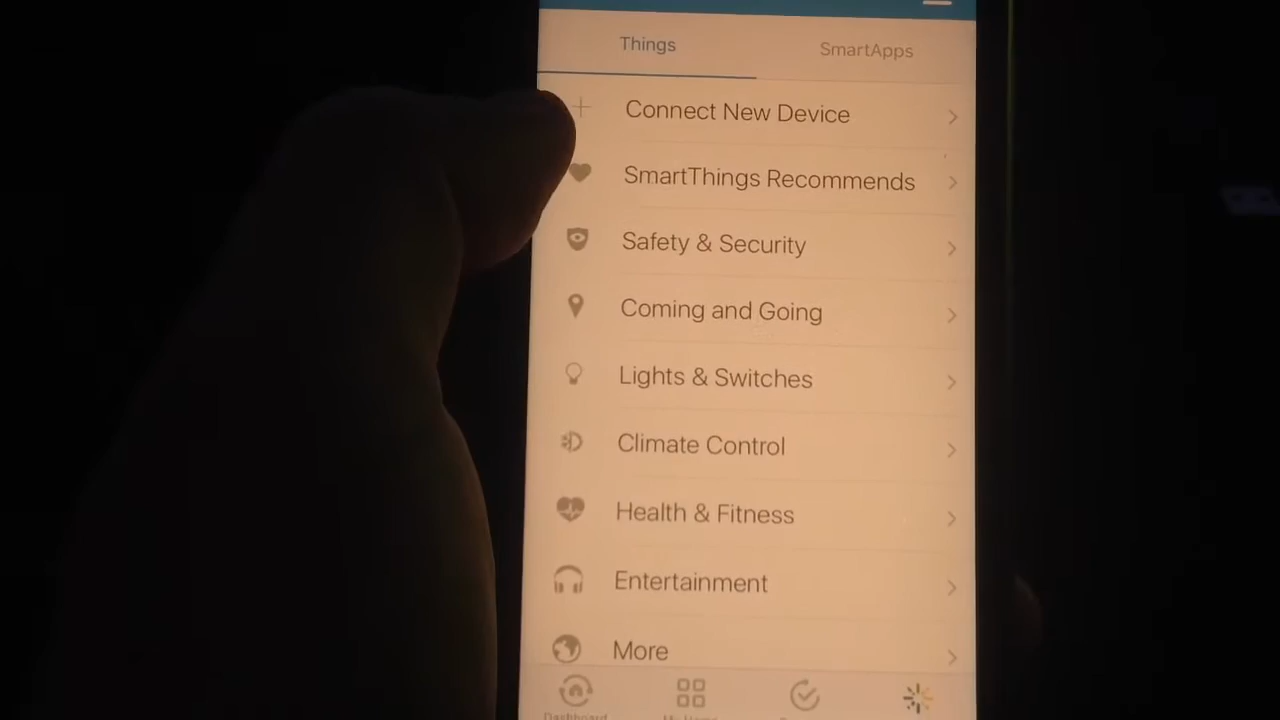 Things
SmartApps
Connect New Device
SmartThings Recommends
Safety & Security
Coming and Going
Lights & Switches
Climate Control
Health & Fitness
Entertainment
More
Dashboard